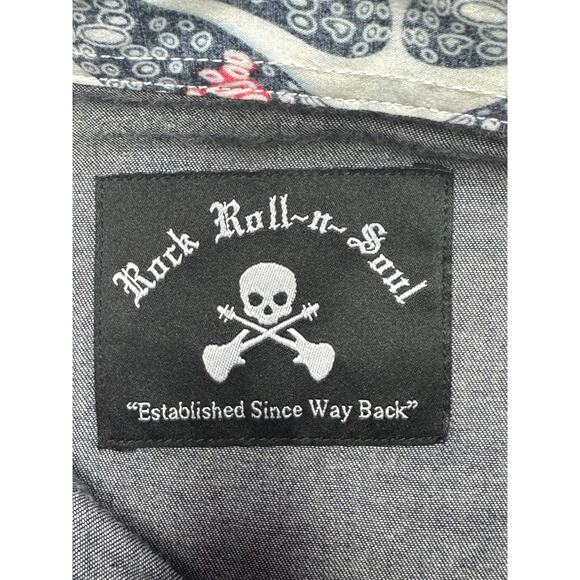 Rock Roll~n~Soul
“Established Since Way Back”